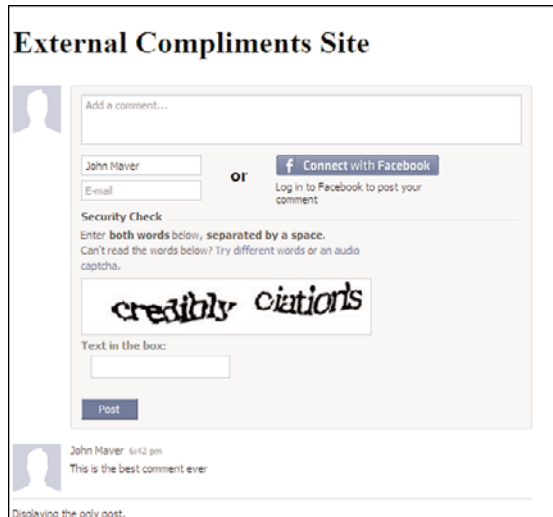 External Compliments Site
Add a comment...
John Maver
or
f Connect with Facebook
E-mail
Log in to Facebook to post your
comment
Security Check
Enter both words below, separated by a space.
Can't read the words below? Try different words or an audio
captcha.
credibly ciations
Text in the box:
Post
John Maver 6:42 pm
This is the best comment ever
Displaying the only post.